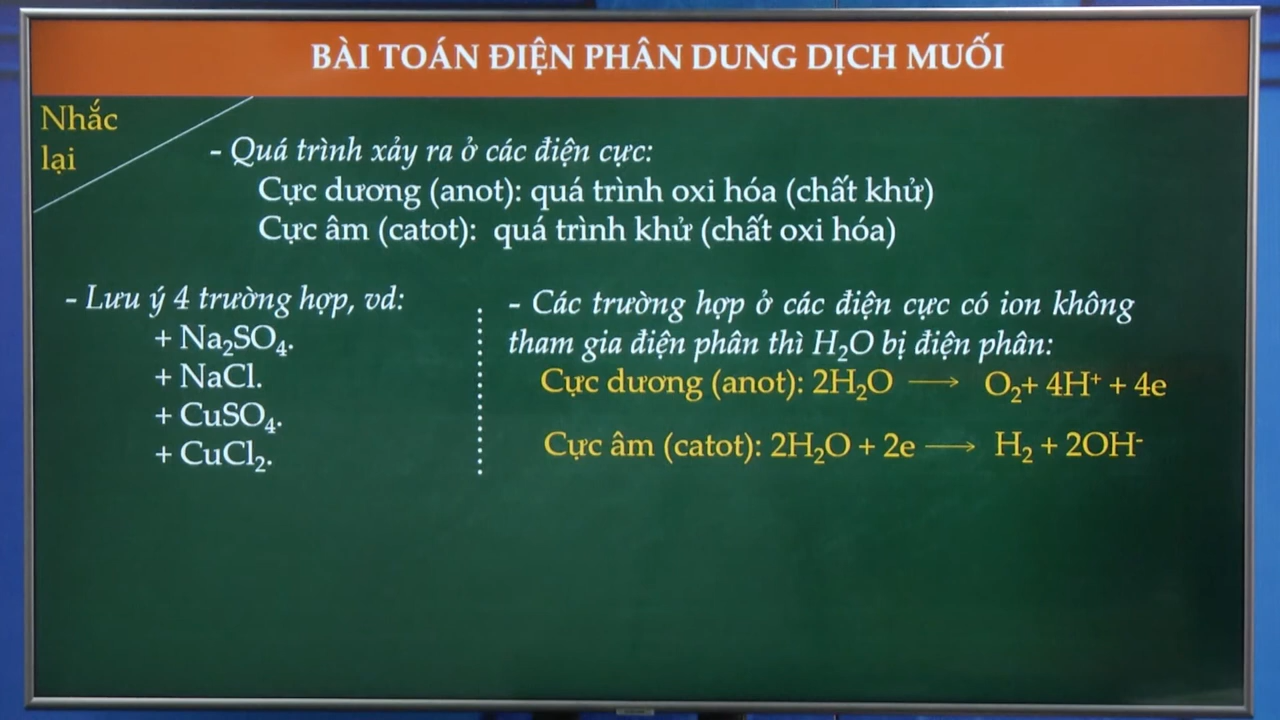 BÀI TOÁN ĐIỆN PHÂN DUNG DỊCH MUỐI
Nhắc
lại
- Quá trình xảy ra ở các điện cực:
Cực dương (anot): quá trình oxi hóa (chất khử)
Cực âm (catot): quá trình khử (chất oxi hóa)
- Lưu ý 4 trường hợp, vd:
+ Na₂SO₄.
+ NaCl.
+ CuSO₄.
+ CuCl₂.
- Các trường hợp ở các điện cực có ion không
tham gia điện phân thì H₂O bị điện phân:
Cực dương (anot): 2H₂O ⟶ O₂+ 4H⁺ + 4e
Cực âm (catot): 2H₂O + 2e ⟶ H₂ + 2OH⁻